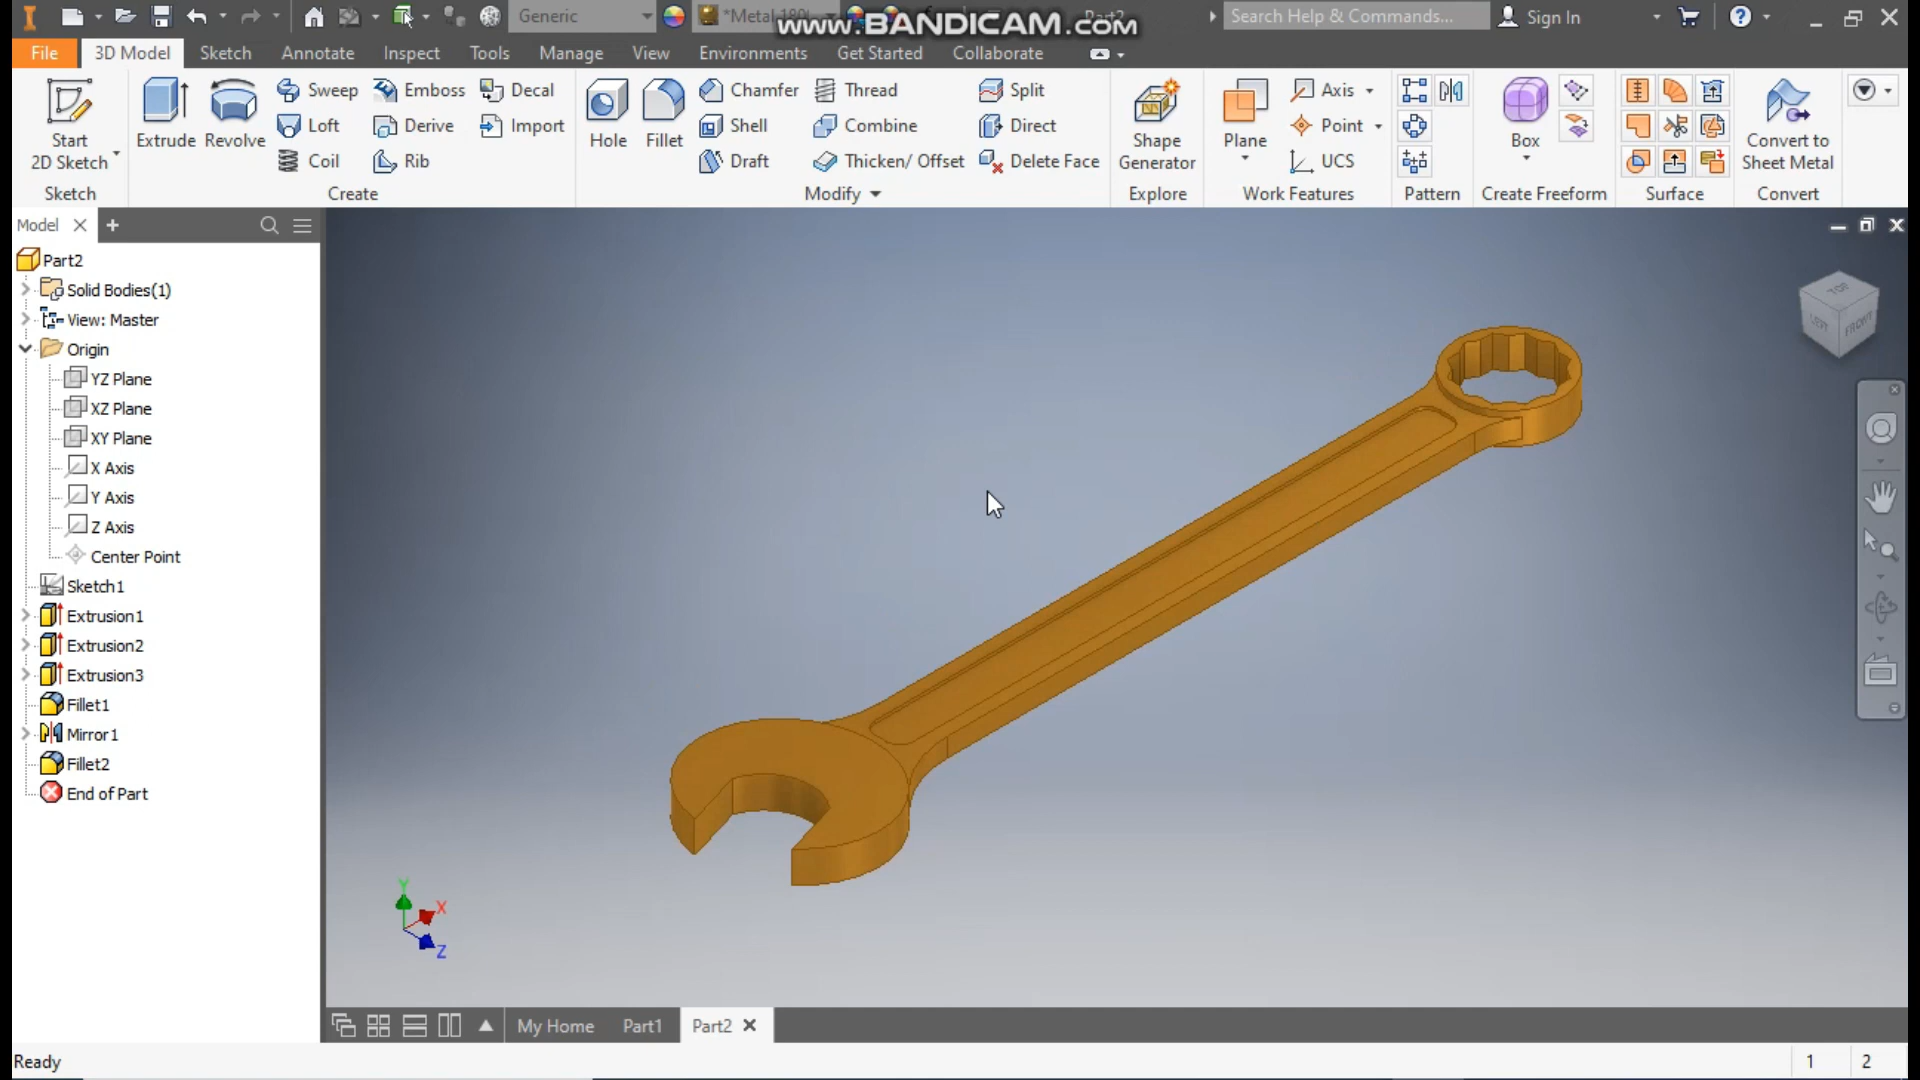 Generic
*Metal 180
www.BANDICAM.com
Search Help & Commands...
Sign In
File
3D Model
Sketch
Annotate
Inspect
Tools
Manage
View
Environments
Get Started
Collaborate
Start
2D Sketch
Sketch
Extrude
Revolve
Sweep
Loft
Coil
Emboss
Derive
Rib
Decal
Import
Create
Hole
Fillet
Chamfer
Shell
Draft
Thread
Combine
Thicken/ Offset
Split
Direct
Delete Face
Modify
Shape
Generator
Explore
Plane
Axis
Point
UCS
Work Features
Pattern
Box
Create Freeform
Surface
Convert to
Sheet Metal
Convert
Model
Part2
Solid Bodies(1)
View: Master
Origin
YZ Plane
XZ Plane
XY Plane
X Axis
Y Axis
Z Axis
Center Point
Sketch1
Extrusion1
Extrusion2
Extrusion3
Fillet1
Mirror1
Fillet2
End of Part
TOP
LEFT
FRONT
Y
X
Z
My Home
Part1
Part2
Ready
1
2